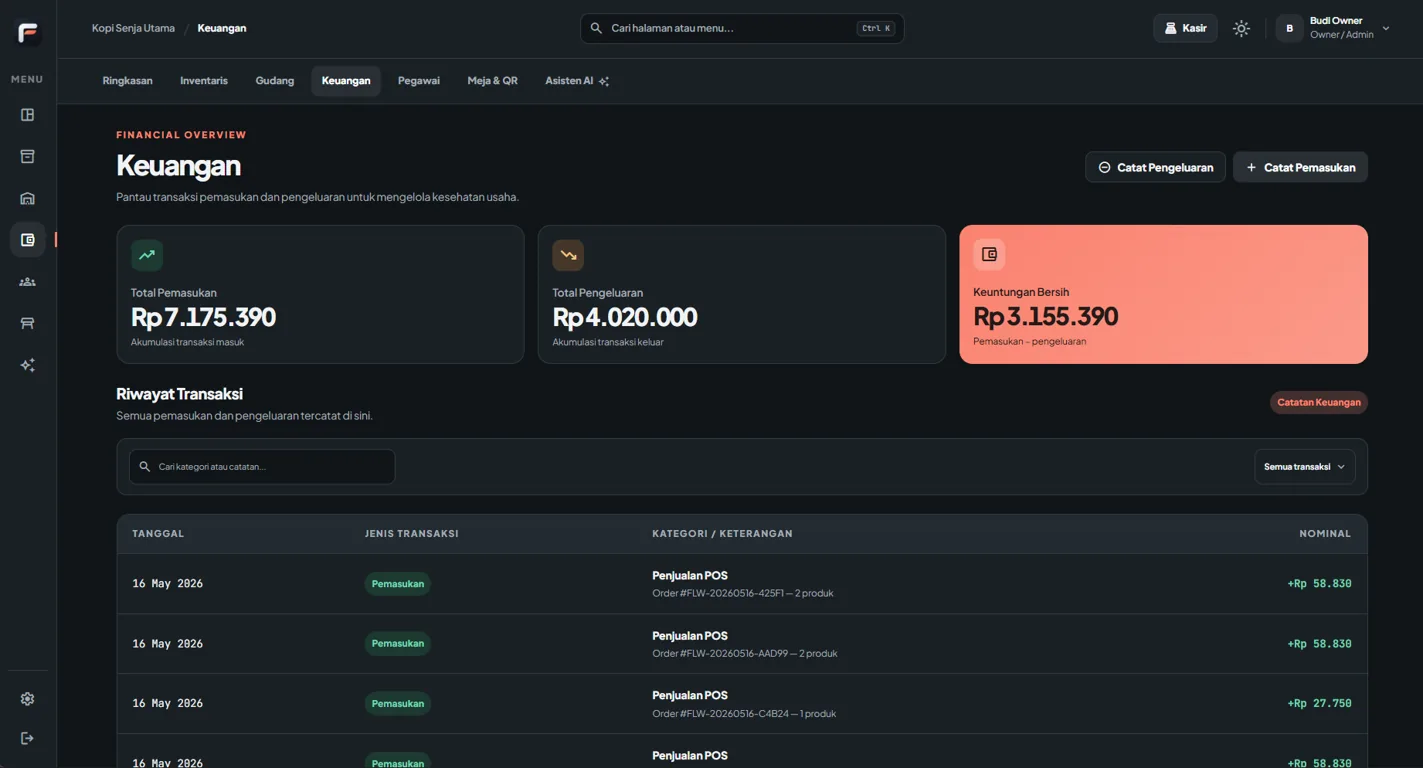 Kopi Senja Utama / Keuangan
Cari halaman atau menu...
Ctrl K
Kasir
B
Budi Owner
Owner / Admin
MENU
Ringkasan
Inventaris
Gudang
Keuangan
Pegawai
Meja & QR
Asisten AI
FINANCIAL OVERVIEW
Keuangan
Pantau transaksi pemasukan dan pengeluaran untuk mengelola kesehatan usaha.
Catat Pengeluaran
+ Catat Pemasukan
Total Pemasukan
Rp 7.175.390
Akumulasi transaksi masuk
Total Pengeluaran
Rp 4.020.000
Akumulasi transaksi keluar
Keuntungan Bersih
Rp 3.155.390
Pemasukan – pengeluaran
Riwayat Transaksi
Semua pemasukan dan pengeluaran tercatat di sini.
Catatan Keuangan
Cari kategori atau catatan...
Semua transaksi
TANGGAL JENIS TRANSAKSI KATEGORI / KETERANGAN NOMINAL
16 May 2026 Pemasukan Penjualan POS +Rp 58.830
Order #FLW-20260516-425F1 — 2 produk
16 May 2026 Pemasukan Penjualan POS +Rp 58.830
Order #FLW-20260516-AAD99 — 2 produk
16 May 2026 Pemasukan Penjualan POS +Rp 27.750
Order #FLW-20260516-C4B24 — 1 produk
16 May 2026 Pemasukan Penjualan POS +Rp 58.830